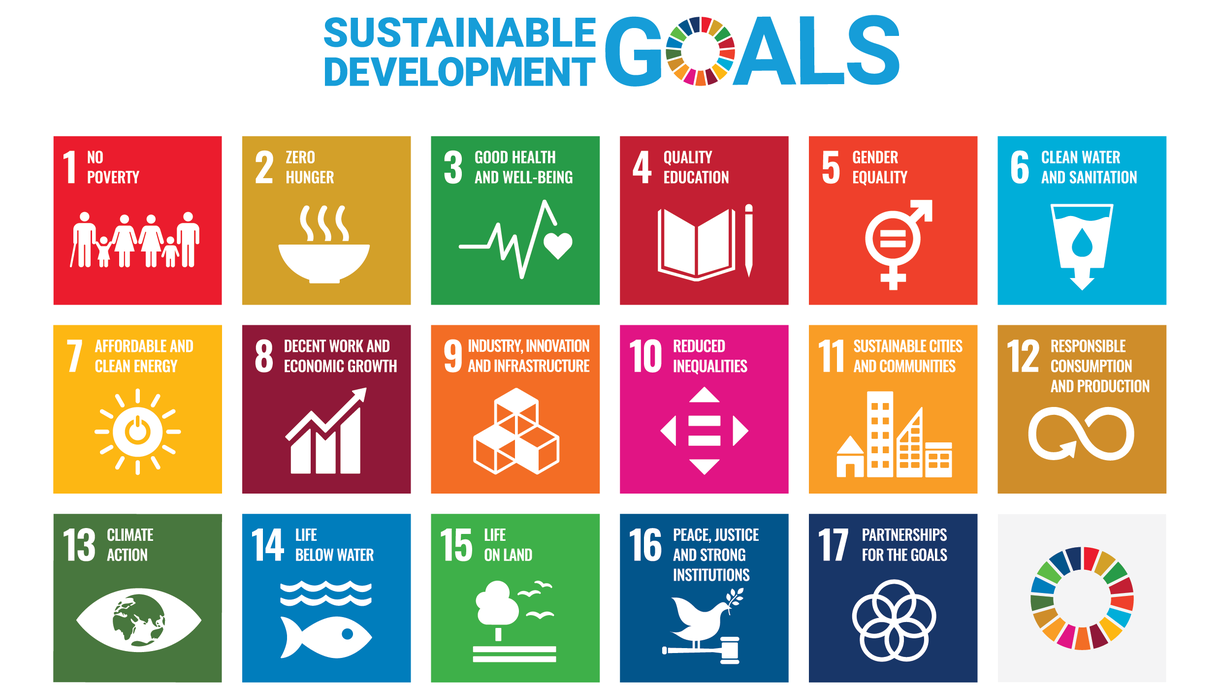 SUSTAINABLE
DEVELOPMENT
GOALS
1 NO
POVERTY
2 ZERO
HUNGER
3 GOOD HEALTH
AND WELL-BEING
4 QUALITY
EDUCATION
5 GENDER
EQUALITY
6 CLEAN WATER
AND SANITATION
7 AFFORDABLE AND
CLEAN ENERGY
8 DECENT WORK AND
ECONOMIC GROWTH
9 INDUSTRY, INNOVATION
AND INFRASTRUCTURE
10 REDUCED
INEQUALITIES
11 SUSTAINABLE CITIES
AND COMMUNITIES
12 RESPONSIBLE
CONSUMPTION
AND PRODUCTION
13 CLIMATE
ACTION
14 LIFE
BELOW WATER
15 LIFE
ON LAND
16 PEACE, JUSTICE
AND STRONG
INSTITUTIONS
17 PARTNERSHIPS
FOR THE GOALS